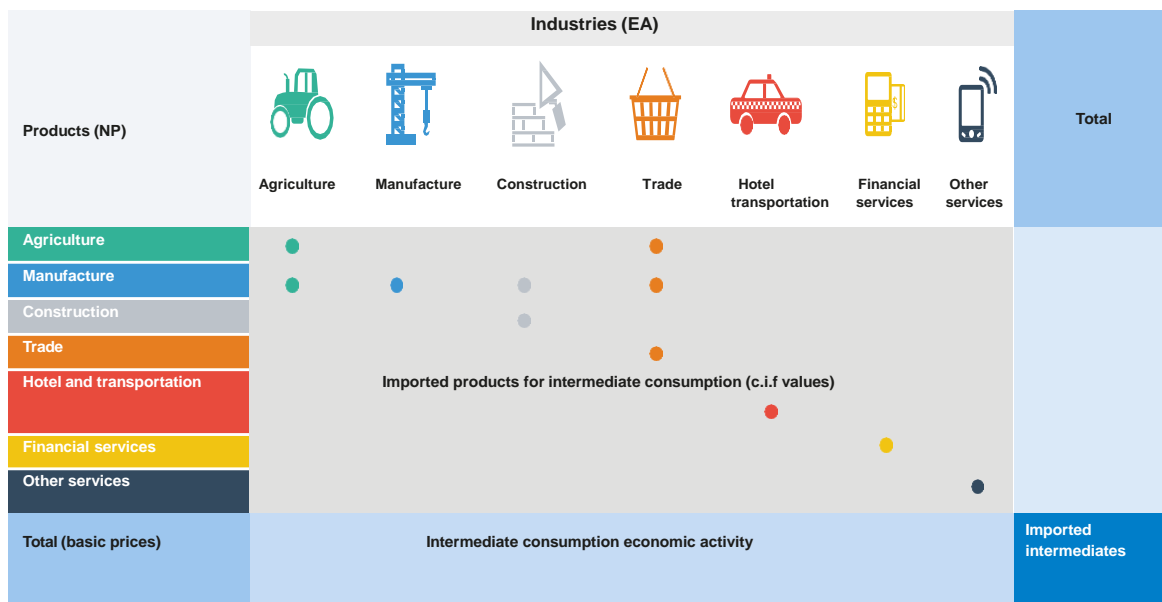 Industries (EA)
Products (NP)
Total
$
Agriculture
Manufacture
Construction
Trade
Hotel
transportation
Financial
services
Other
services
Agriculture
Manufacture
Construction
Trade
Hotel and transportation
Imported products for intermediate consumption (c.i.f values)
Financial services
Other services
Total (basic prices)
Intermediate consumption economic activity
Imported
intermediates